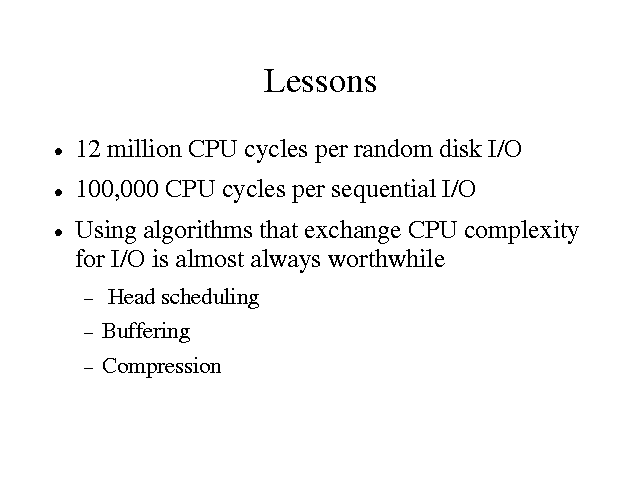 Lessons
• 12 million CPU cycles per random disk I/O
• 100,000 CPU cycles per sequential I/O
• Using algorithms that exchange CPU complexity
for I/O is almost always worthwhile
– Head scheduling
– Buffering
– Compression